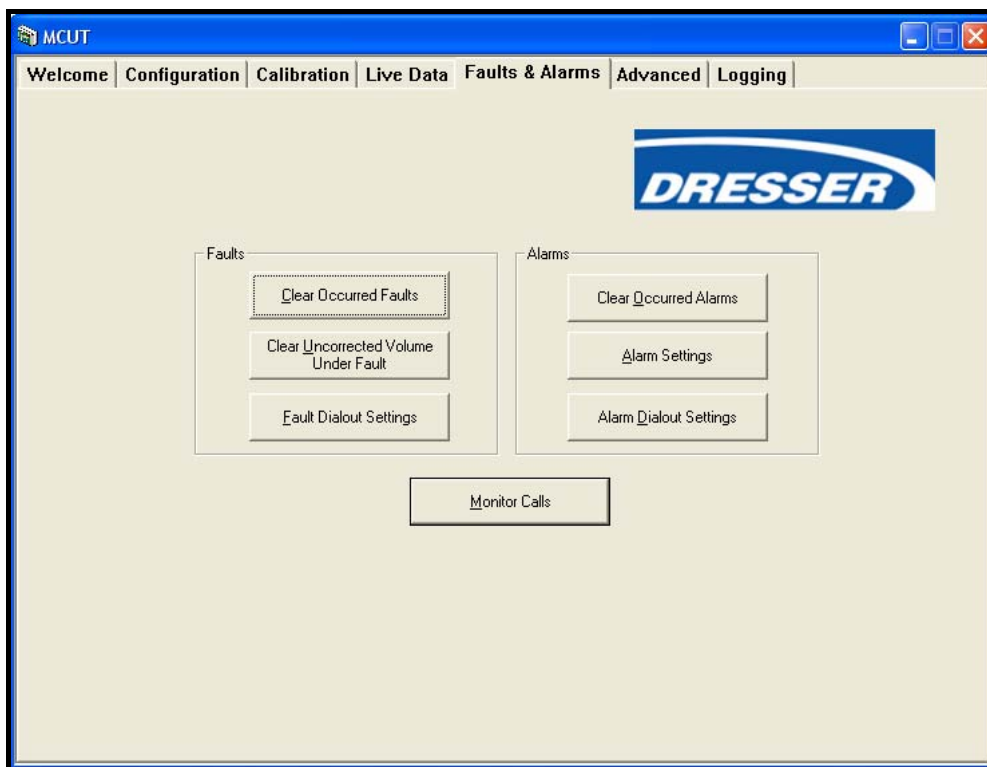 MCUT
Welcome Configuration Calibration Live Data Faults & Alarms Advanced Logging
DRESSER
Faults
Clear Occurred Faults
Clear Uncorrected Volume
Under Fault
Fault Dialout Settings
Alarms
Clear Occurred Alarms
Alarm Settings
Alarm Dialout Settings
Monitor Calls